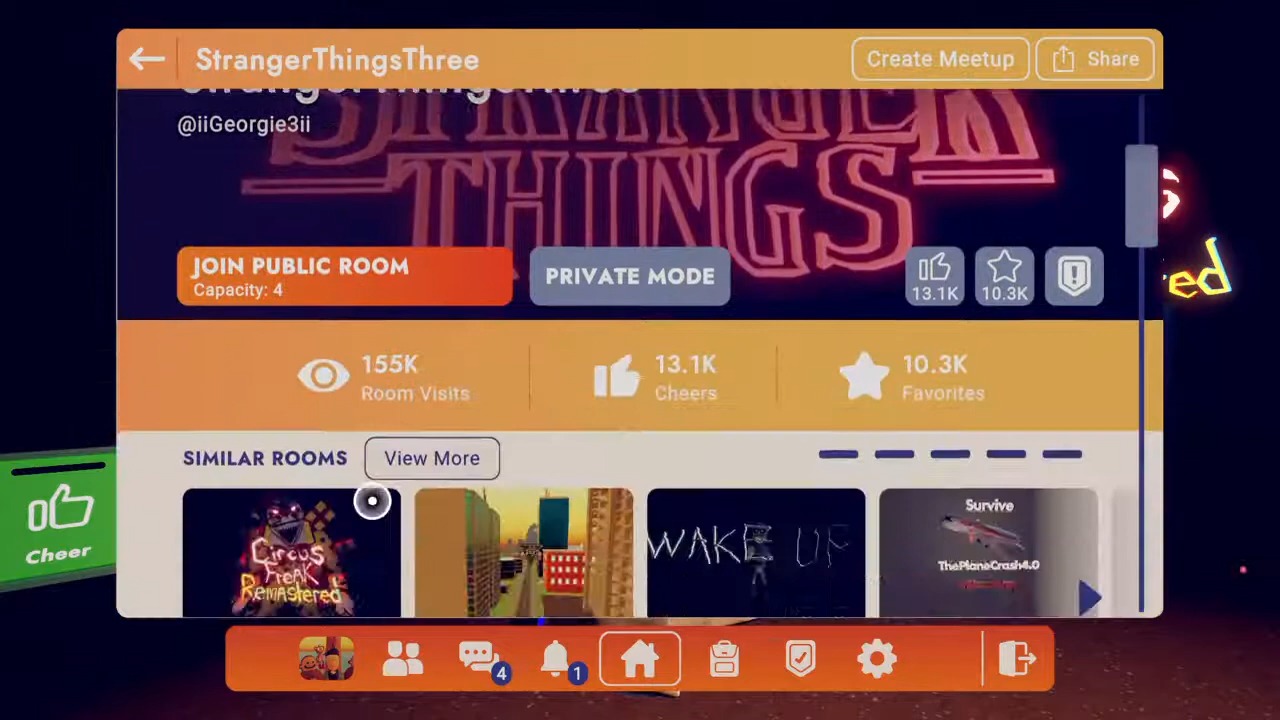 StrangerThingsThree
Create Meetup
Share
StrangerThingsThree
@iiGeorgie3ii
STRANGER
THINGS
JOIN PUBLIC ROOM
Capacity: 4
PRIVATE MODE
13.1K
10.3K
155K
Room Visits
13.1K
Cheers
10.3K
Favorites
ed
SIMILAR ROOMS
View More
Cheer
Circus
Freak
Remastered
WAKE UP
Survive
ThePlaneCrash4.0
4
1